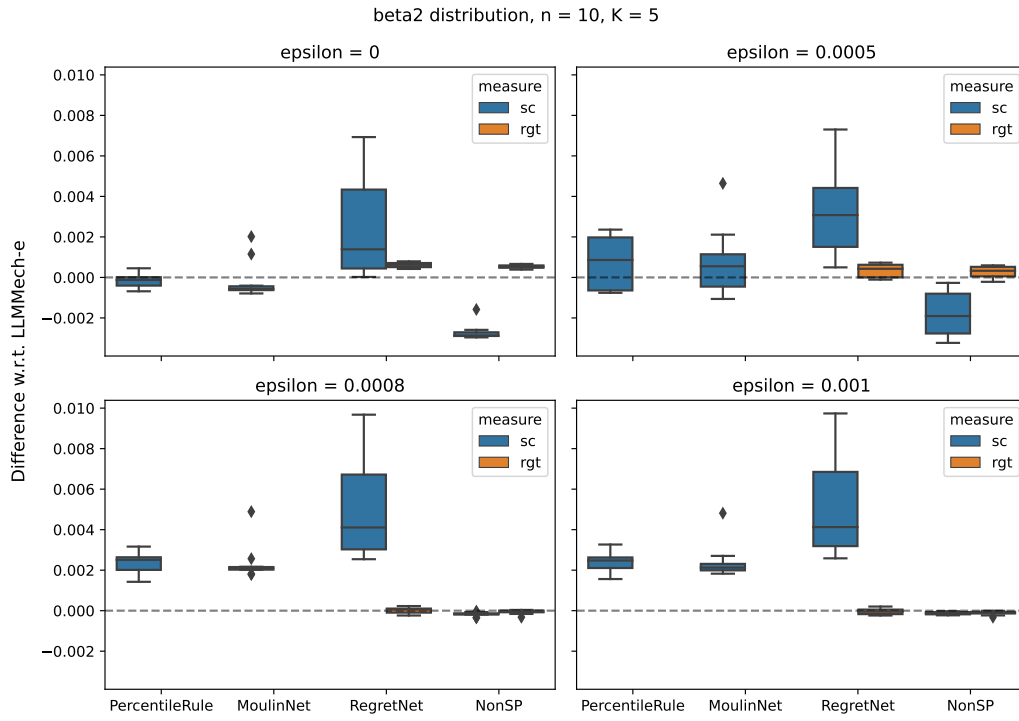 beta2 distribution, n = 10, K = 5
Difference w.r.t. LLMMech-e
epsilon = 0
0.010
0.008
0.006
0.004
0.002
0.000
−0.002
measure
sc
rgt
epsilon = 0.0005
measure
sc
rgt
epsilon = 0.0008
0.010
0.008
0.006
0.004
0.002
0.000
−0.002
measure
sc
rgt
PercentileRule MoulinNet RegretNet NonSP
epsilon = 0.001
measure
sc
rgt
PercentileRule MoulinNet RegretNet NonSP